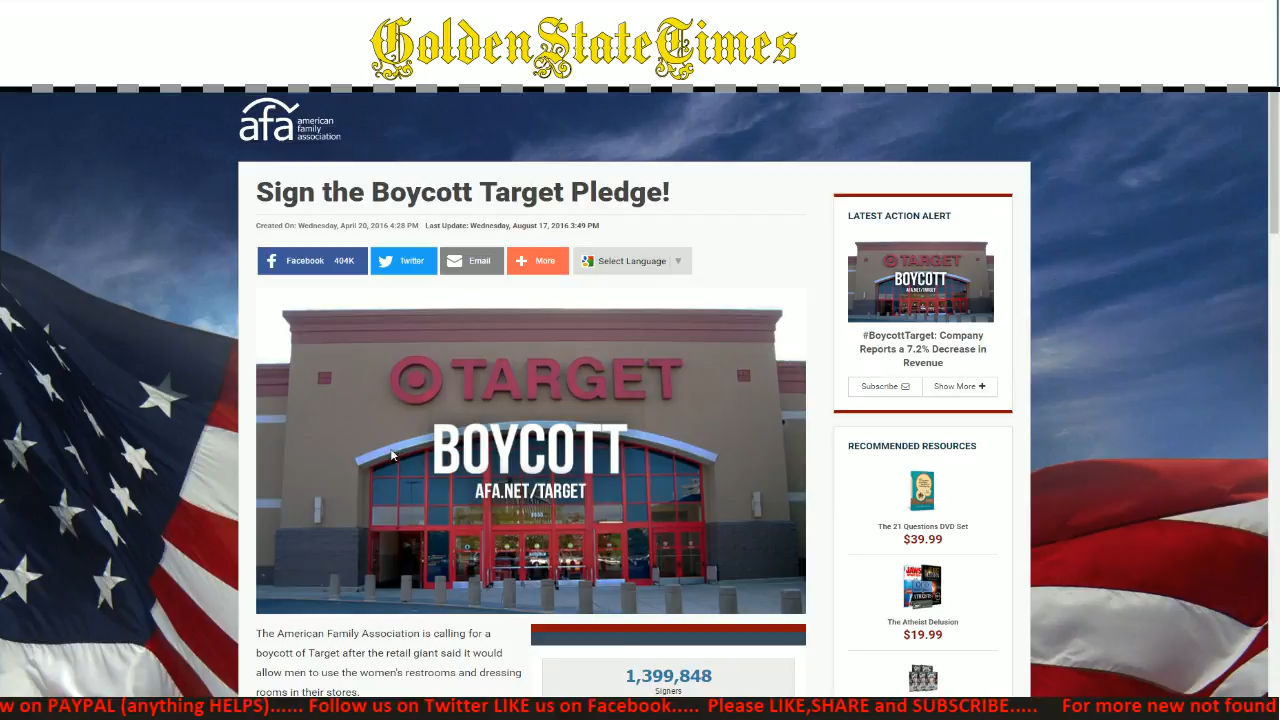 GoldenStateTimes
afa american
family
association
Sign the Boycott Target Pledge!
Created On: Wednesday, April 20, 2016 4:28 PM Last Update: Wednesday, August 17, 2016 3:49 PM
Facebook 404K Twitter Email More Select Language
TARGET
BOYCOTT
AFA.NET/TARGET
The American Family Association is calling for a
boycott of Target after the retail giant said it would
allow men to use the women's restrooms and dressing
rooms in their stores.
1,399,848
Signers
LATEST ACTION ALERT
TARGET
BOYCOTT
AFA.NET/TARGET
#BoycottTarget: Company
Reports a 7.2% Decrease in
Revenue
Subscribe Show More
RECOMMENDED RESOURCES
The 21 Questions DVD Set
$39.99
The Atheist Delusion
$19.99
w on PAYPAL (anything HELPS)...... Follow us on Twitter LIKE us on Facebook..... Please LIKE,SHARE and SUBSCRIBE..... For more new not found